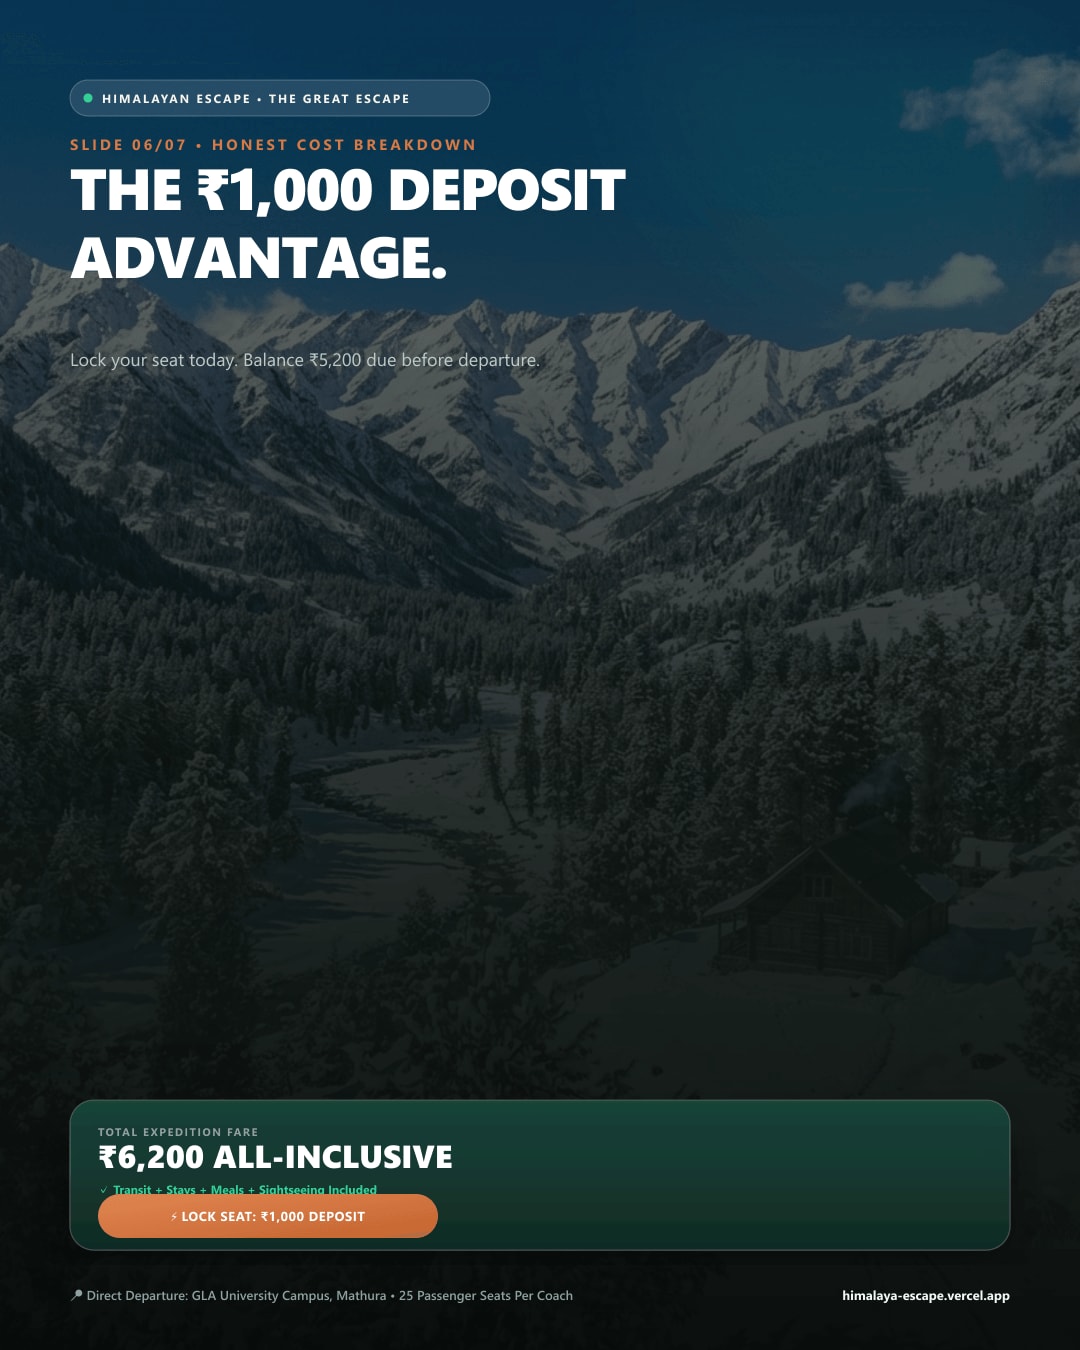 HIMALAYAN ESCAPE • THE GREAT ESCAPE
SLIDE 06/07 • HONEST COST BREAKDOWN
THE ₹1,000 DEPOSIT
ADVANTAGE.
Lock your seat today. Balance ₹5,200 due before departure.
TOTAL EXPEDITION FARE
₹6,200 ALL-INCLUSIVE
✓ Transit + Stays + Meals + Sightseeing Included
⚡ LOCK SEAT: ₹1,000 DEPOSIT
📍 Direct Departure: GLA University Campus, Mathura • 25 Passenger Seats Per Coach
himalaya-escape.vercel.app